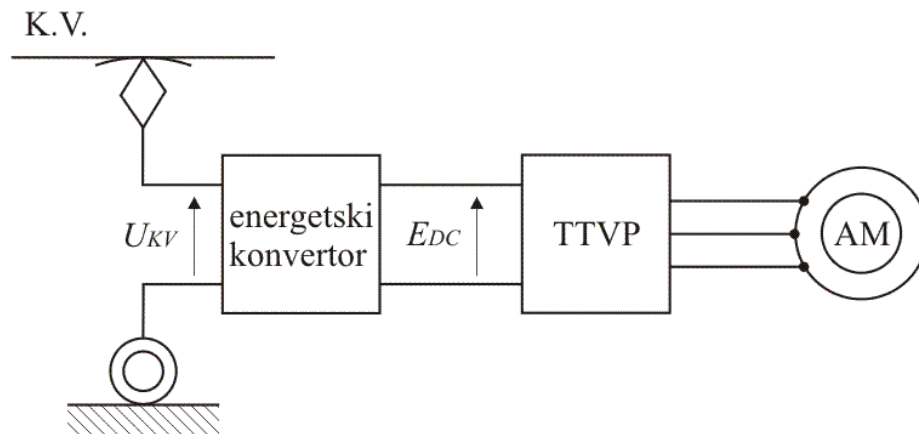 K.V.
UKV
energetski
konvertor
EDC
TTVP
AM